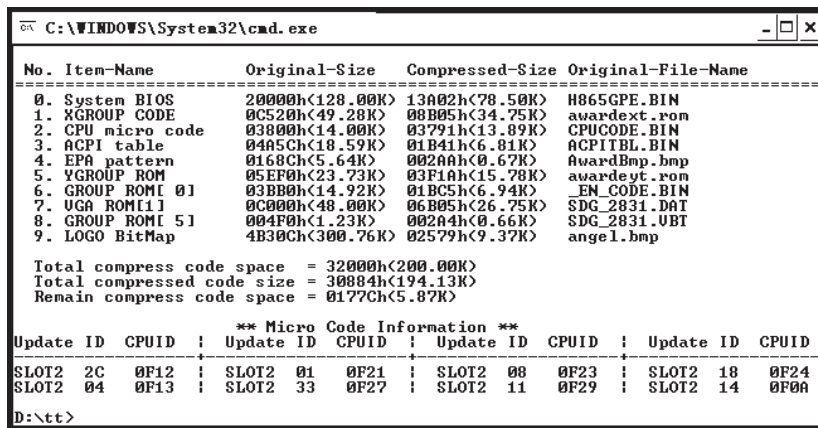 C:\WINDOWS\System32\cmd.exe
No. Item-Name Original-Size Compressed-Size Original-File-Name
================================================================================
0. System BIOS 20000h(128.00K) 13A02h(78.50K) H865GPE.BIN
1. XGROUP CODE 0C520h(49.28K) 08B05h(34.75K) awardext.rom
2. CPU micro code 03800h(14.00K) 03791h(13.89K) CPUCODE.BIN
3. ACPI table 04A5Ch(18.59K) 01B41h(6.81K) ACPITBL.BIN
4. EPA pattern 0168Ch(5.64K) 002AAh(0.67K) AwardBmp.bmp
5. YGROUP ROM 05EF0h(23.73K) 03F1Ah(15.78K) awardeyt.rom
6. GROUP ROM[ 0] 03BB0h(14.92K) 01BC5h(6.94K) _EN_CODE.BIN
7. VGA ROM[1] 0C000h(48.00K) 06B05h(26.75K) SDG_2831.DAT
8. GROUP ROM[ 5] 004F0h(1.23K) 002A4h(0.66K) SDG_2831.VBT
9. LOGO BitMap 4B30Ch(300.76K) 02579h(9.37K) angel.bmp
Total compress code space = 32000h(200.00K)
Total compressed code size = 30884h(194.13K)
Remain compress code space = 0177Ch(5.87K)
** Micro Code Information **
Update ID CPUID | Update ID CPUID | Update ID CPUID | Update ID CPUID
------------------+--------------------+--------------------+-------------------
SLOT2 2C 0F12 | SLOT2 01 0F21 | SLOT2 08 0F23 | SLOT2 18 0F24
SLOT2 04 0F13 | SLOT2 33 0F27 | SLOT2 11 0F29 | SLOT2 14 0F0A
D:\tt>